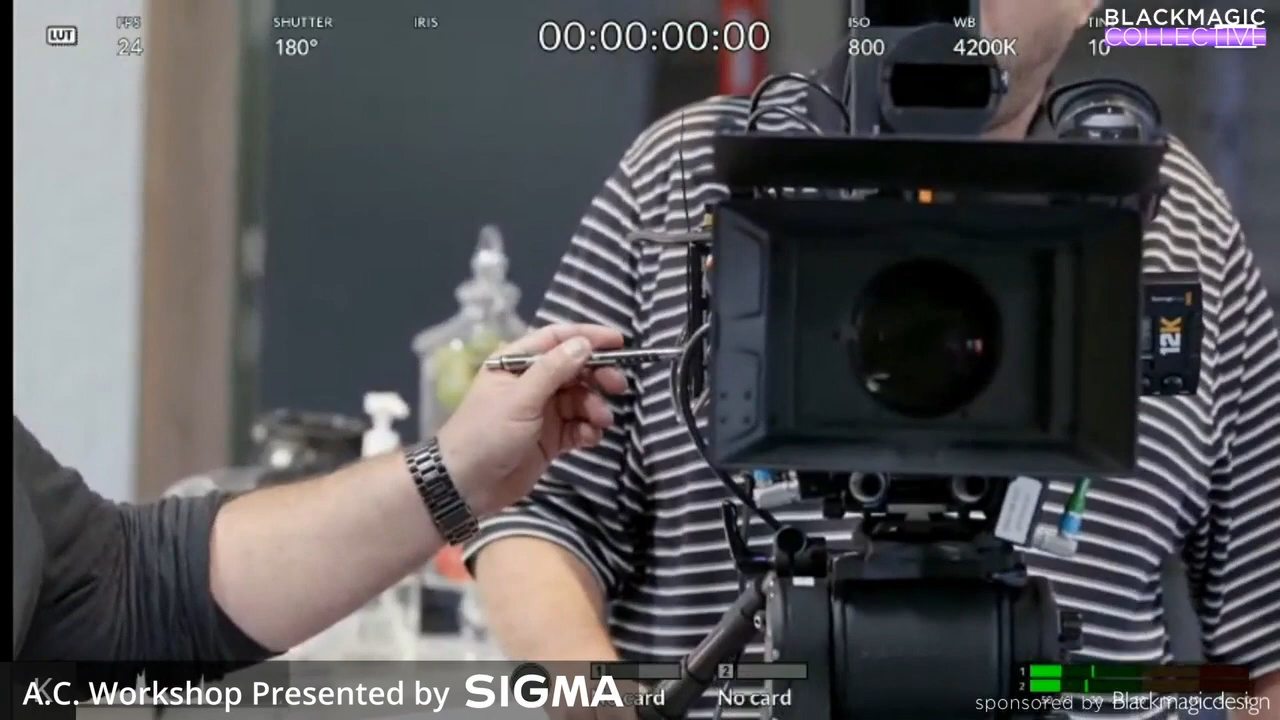 LUT
FPS
24
SHUTTER
180°
IRIS
00:00:00:00
ISO
800
WB
4200K
10
BLACKMAGIC
COLLECTIVE
12K
1
2
No card
1
2
A.C. Workshop Presented by SIGMA
sponsored by Blackmagicdesign